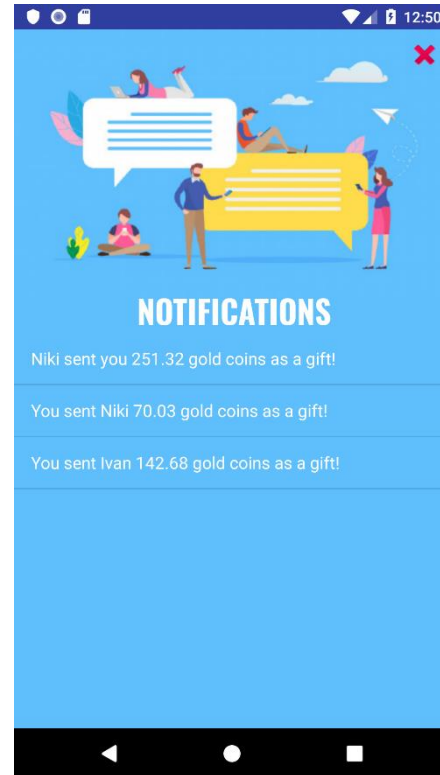 12:50
NOTIFICATIONS
Niki sent you 251.32 gold coins as a gift!
You sent Niki 70.03 gold coins as a gift!
You sent Ivan 142.68 gold coins as a gift!